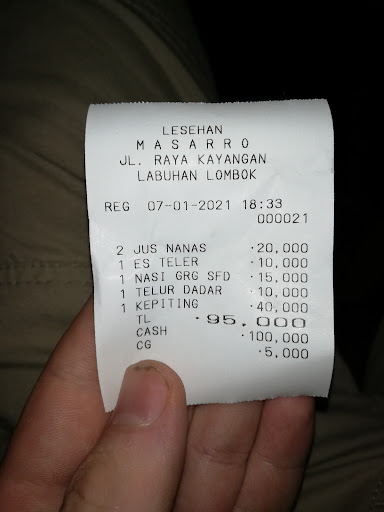 LESEHAN
M A S A R R O
JL. RAYA KAYANGAN
LABUHAN LOMBOK
REG 07-01-2021 18:33
000021
2 JUS NANAS ·20,000
1 ES TELER ·10,000
1 NASI GRG SFD ·15,000
1 TELUR DADAR ·10,000
1 KEPITING ·40,000
TL ·95,000
CASH ·100,000
CG ·5,000